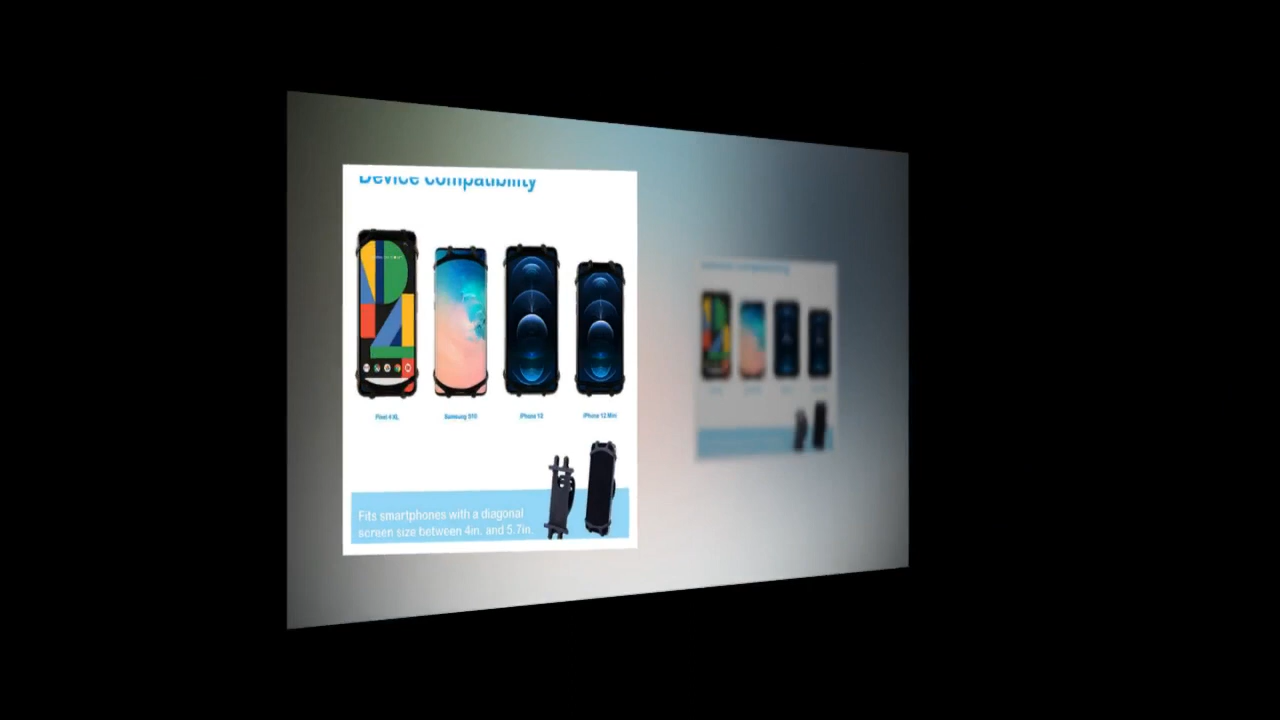 Device compatibility
Pixel 4 XL
Samsung S10
iPhone 12
iPhone 12 Mini
Fits smartphones with a diagonal
screen size between 4in. and 5.7in.